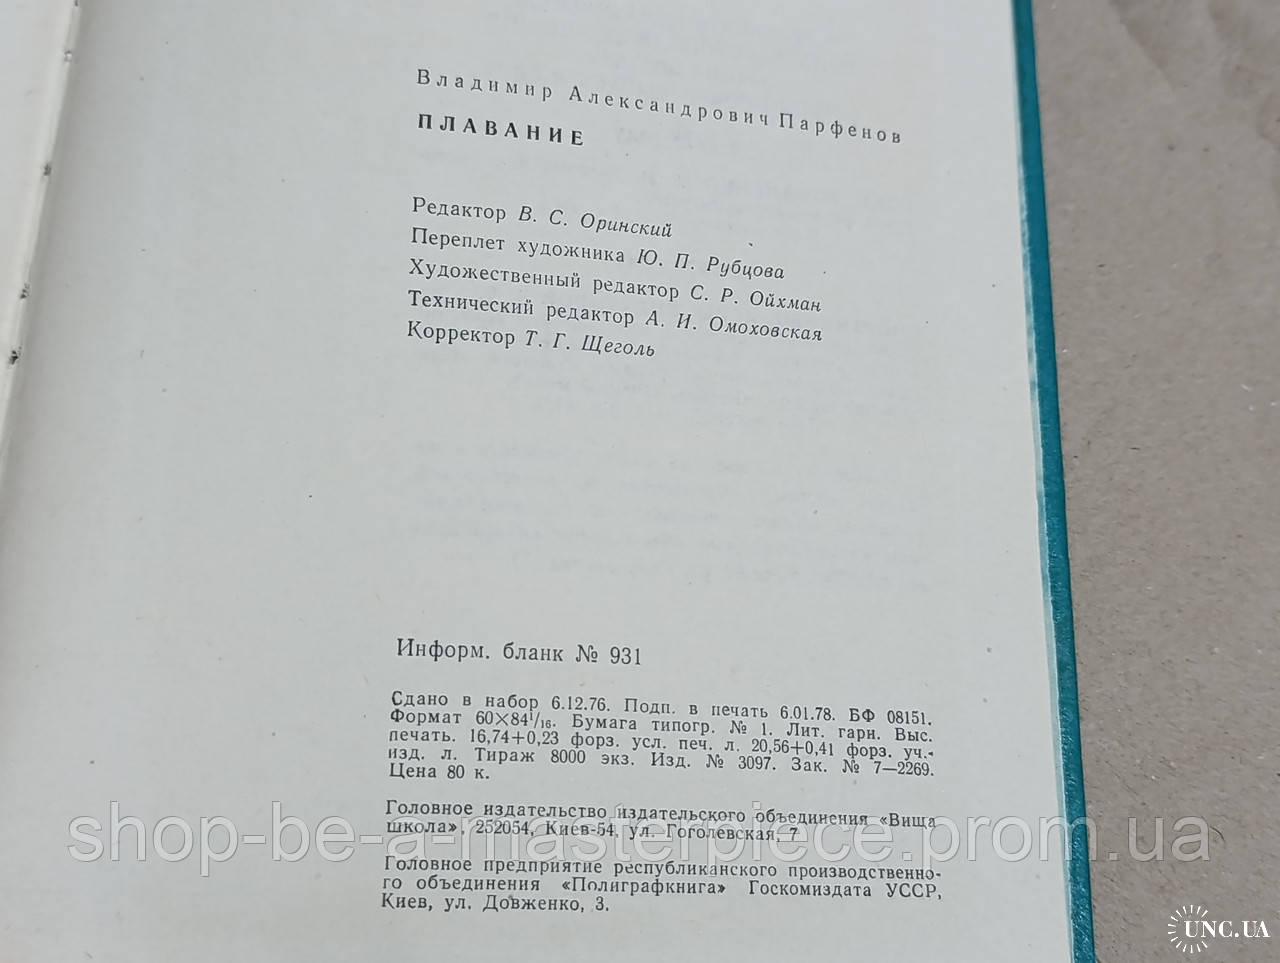 Владимир Александрович Парфенов
ПЛАВАНИЕ
Редактор В. С. Оринский
Переплет художника Ю. П. Рубцова
Художественный редактор С. Р. Ойхман
Технический редактор А. И. Омоховская
Корректор Т. Г. Щеголь
Информ. бланк № 931
Сдано в набор 6.12.76. Подп. в печать 6.01.78. БФ 08151.
Формат 60×84¹/₁₆. Бумага типогр. № 1. Лит. гарн. Выс.
печать. 16,74+0,23 форз. усл. печ. л. 20,56+0,41 форз. уч.-
изд. л. Тираж 8000 экз. Изд. № 3097. Зак. № 7—2269.
Цена 80 к.
Головное издательство издательского объединения «Вища
школа», 252054, Киев-54, ул. Гоголевская, 7
Головное предприятие республиканского производственно-
го объединения «Полиграфкнига» Госкомиздата УССР,
Киев, ул. Довженко, 3.
shop-be-a-masterpiece.prom.ua
UNC.UA